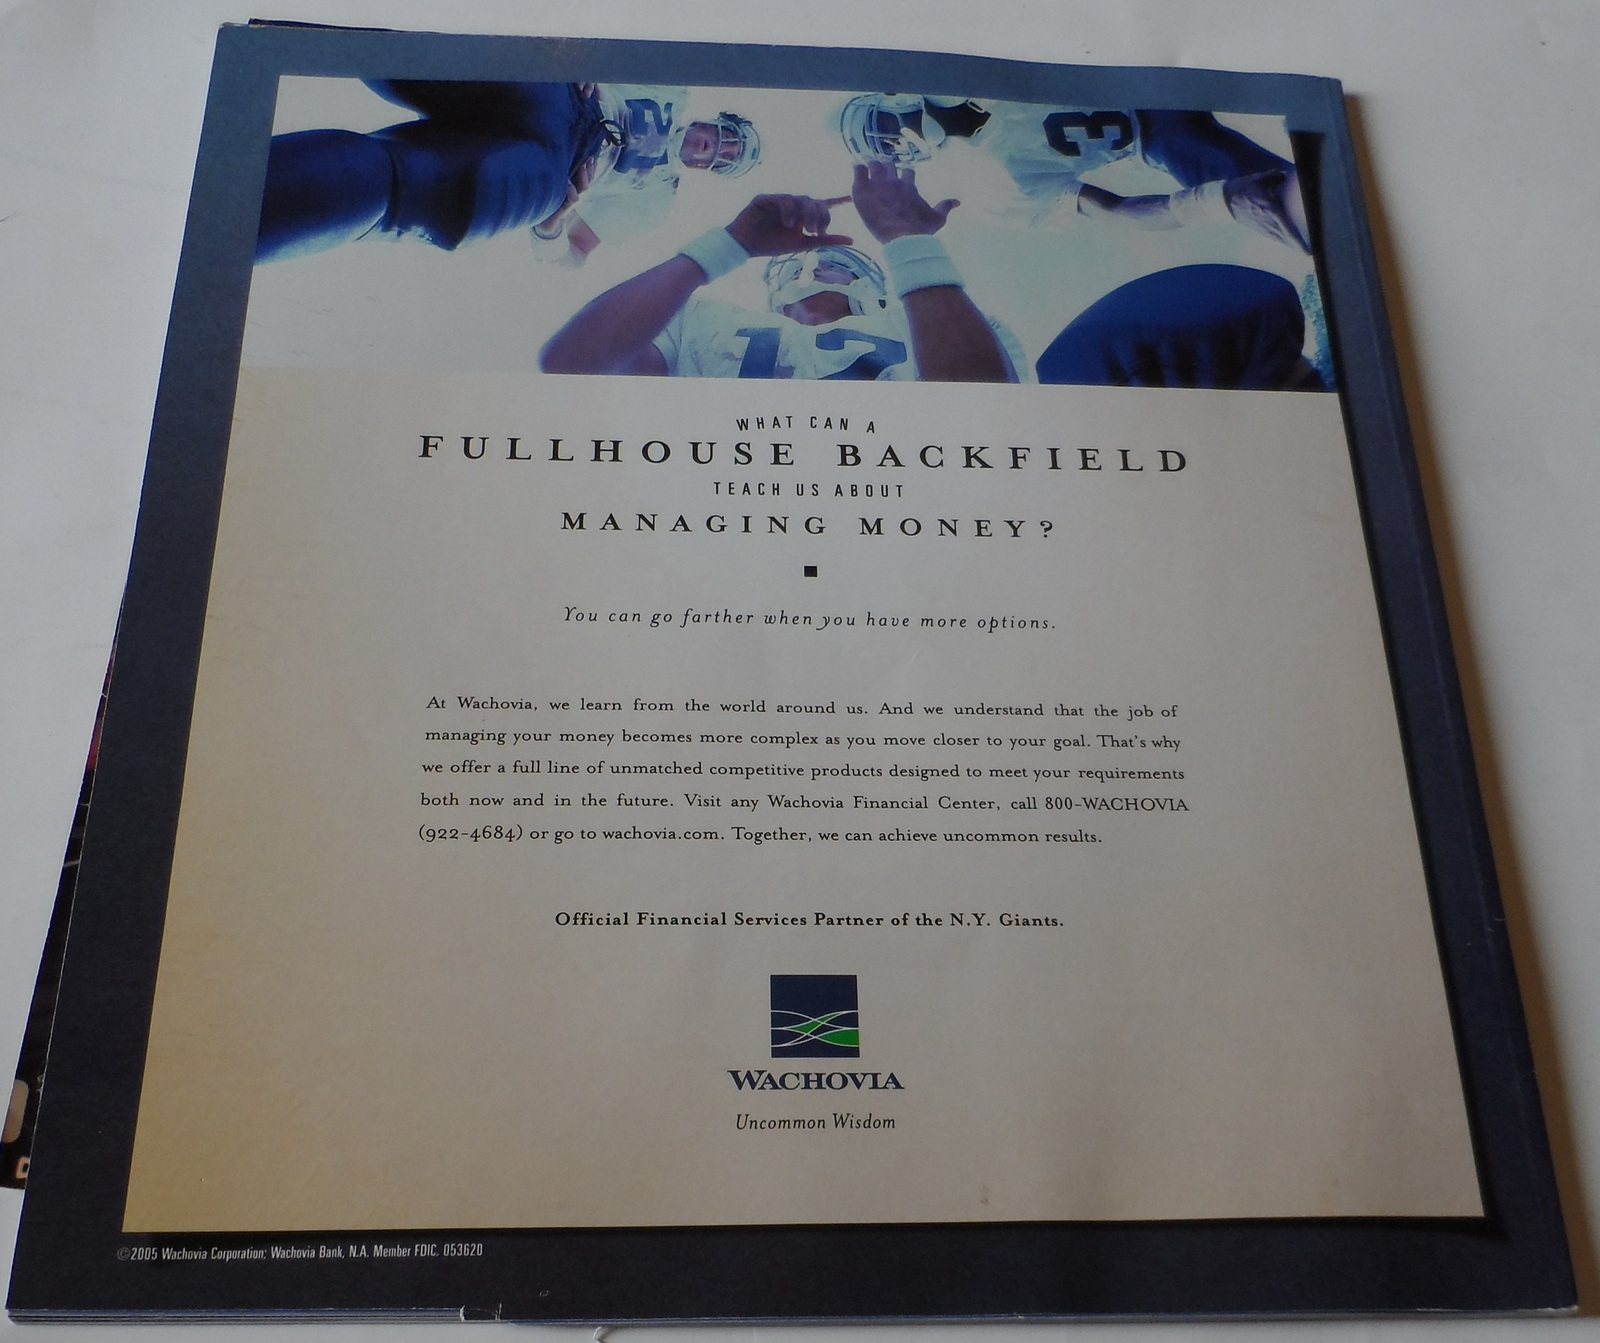 12
3
12
WHAT CAN A
FULLHOUSE BACKFIELD
TEACH US ABOUT
MANAGING MONEY?
You can go farther when you have more options.
At Wachovia, we learn from the world around us. And we understand that the job of
managing your money becomes more complex as you move closer to your goal. That's why
we offer a full line of unmatched competitive products designed to meet your requirements
both now and in the future. Visit any Wachovia Financial Center, call 800-WACHOVIA
(922-4684) or go to wachovia.com. Together, we can achieve uncommon results.
Official Financial Services Partner of the N.Y. Giants.
WACHOVIA
Uncommon Wisdom
©2005 Wachovia Corporation; Wachovia Bank, N.A. Member FDIC. 053620